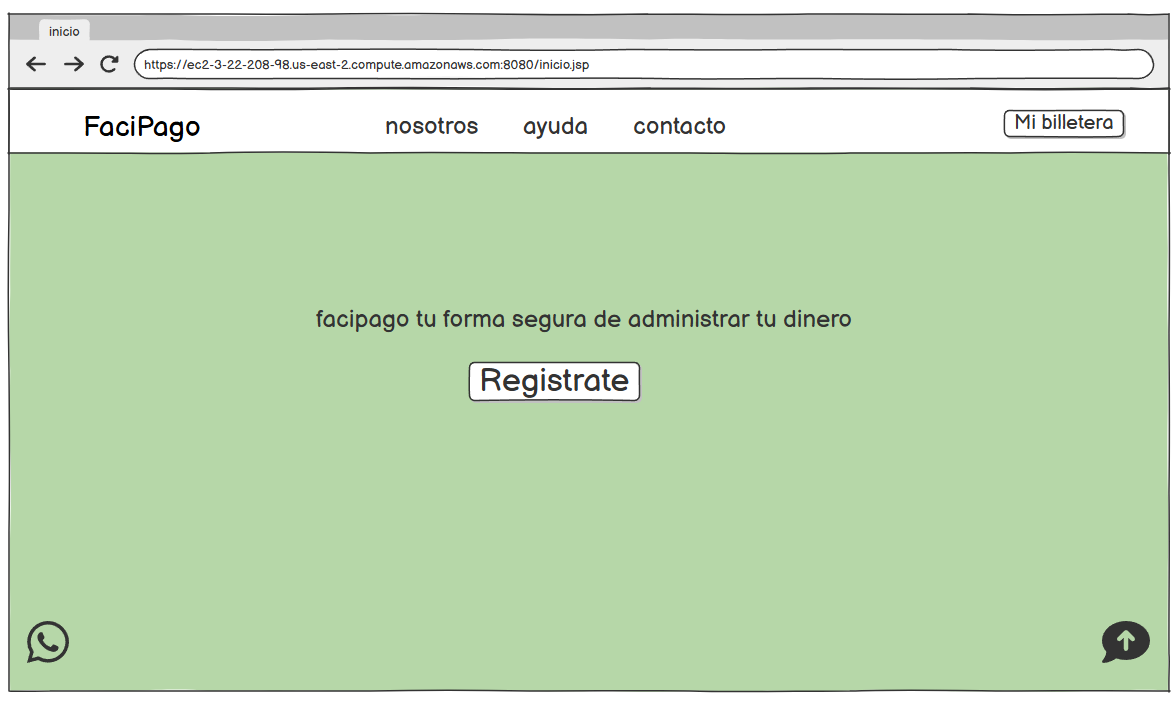 inicio
https://ec2-3-22-208-98.us-east-2.compute.amazonaws.com:8080/inicio.jsp
FaciPago nosotros ayuda contacto Mi billetera
facipago tu forma segura de administrar tu dinero
Registrate